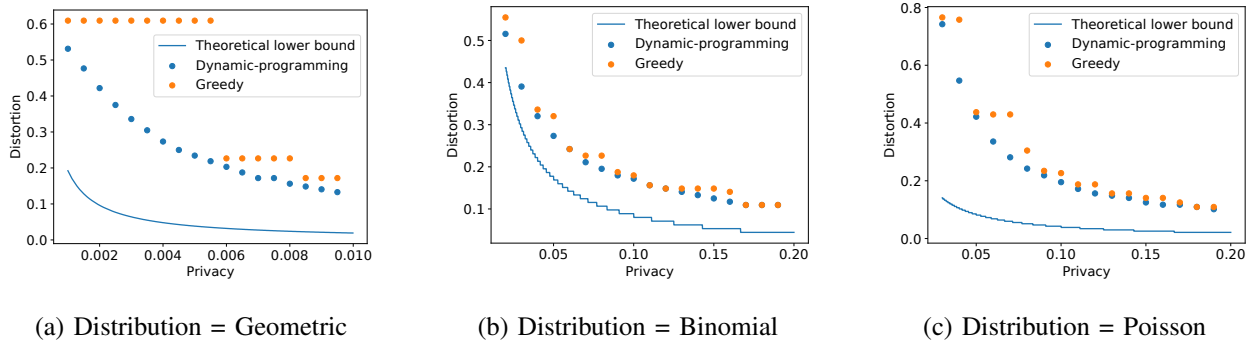 0.6
0.5
0.4
0.3
0.2
0.1
0.0
Distortion
Theoretical lower bound
Dynamic-programming
Greedy
0.002 0.004 0.006 0.008 0.010
Privacy
(a) Distribution = Geometric
0.5
0.4
0.3
0.2
0.1
Distortion
Theoretical lower bound
Dynamic-programming
Greedy
0.05 0.10 0.15 0.20
Privacy
(b) Distribution = Binomial
0.8
0.6
0.4
0.2
0.0
Distortion
Theoretical lower bound
Dynamic-programming
Greedy
0.05 0.10 0.15 0.20
Privacy
(c) Distribution = Poisson